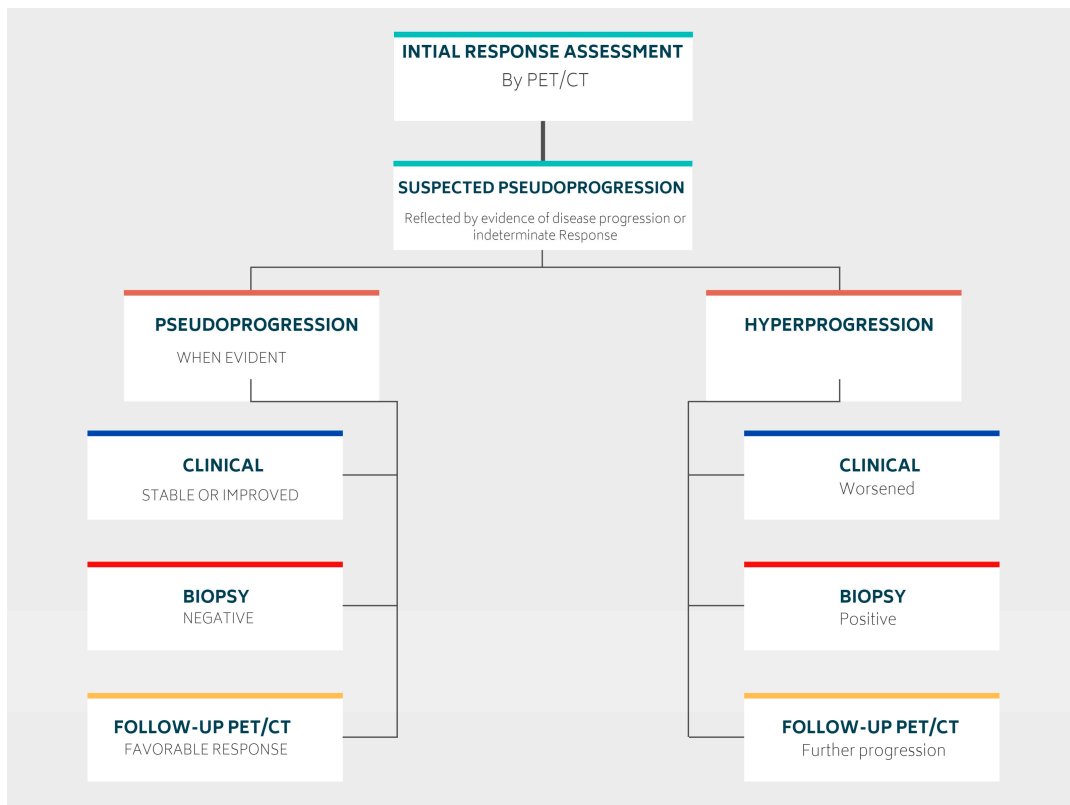 INTIAL RESPONSE ASSESSMENT
By PET/CT
SUSPECTED PSEUDOPROGRESSION
Reflected by evidence of disease progression or
indeterminate Response
PSEUDOPROGRESSION
WHEN EVIDENT
HYPERPROGRESSION
CLINICAL
STABLE OR IMPROVED
BIOPSY
NEGATIVE
FOLLOW-UP PET/CT
FAVORABLE RESPONSE
CLINICAL
Worsened
BIOPSY
Positive
FOLLOW-UP PET/CT
Further progression